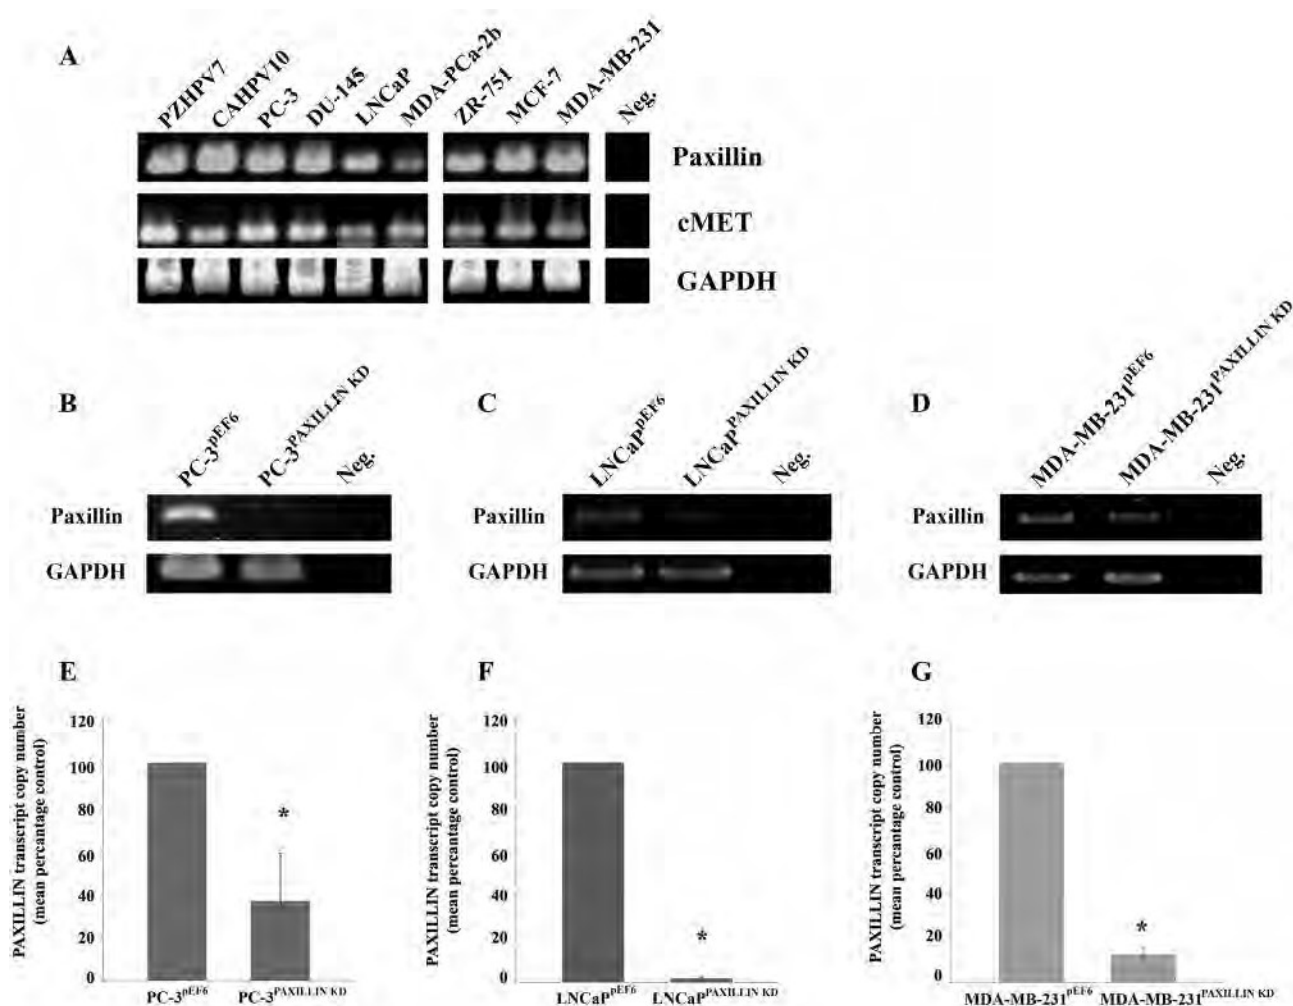 A
PZHPV7 CAHPV10 PC-3 DU-145 LNCaP MDA-PCa-2b ZR-751 MCF-7 MDA-MB-231 Neg.
Paxillin
cMET
GAPDH
B
PC-3pEF6 PC-3PAXILLIN KD Neg.
Paxillin
GAPDH
C
LNCaPpEF6 LNCaPPAXILLIN KD Neg.
Paxillin
GAPDH
D
MDA-MB-231pEF6 MDA-MB-231PAXILLIN KD Neg.
Paxillin
GAPDH
E
PAXILLIN transcript copy number
(mean percentage control)
120
100
80
60
40
20
0
*
PC-3pEF6 PC-3PAXILLIN KD
F
PAXILLIN transcript copy number
(mean percentage control)
120
100
80
60
40
20
0
*
LNCaPpEF6 LNCaPPAXILLIN KD
G
PAXILLIN transcript copy number
(mean percentage control)
120
100
80
60
40
20
0
*
MDA-MB-231pEF6 MDA-MB-231PAXILLIN KD